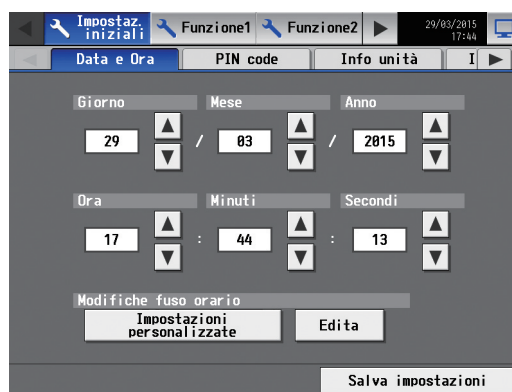 Impostaz. iniziali Funzione1 Funzione2 29/03/2015 17:44
Data e Ora PIN code Info unità I
Giorno Mese Anno
29 / 03 / 2015
Ora Minuti Secondi
17 : 44 : 13
Modifiche fuso orario
Impostazioni personalizzate Edita
Salva impostazioni